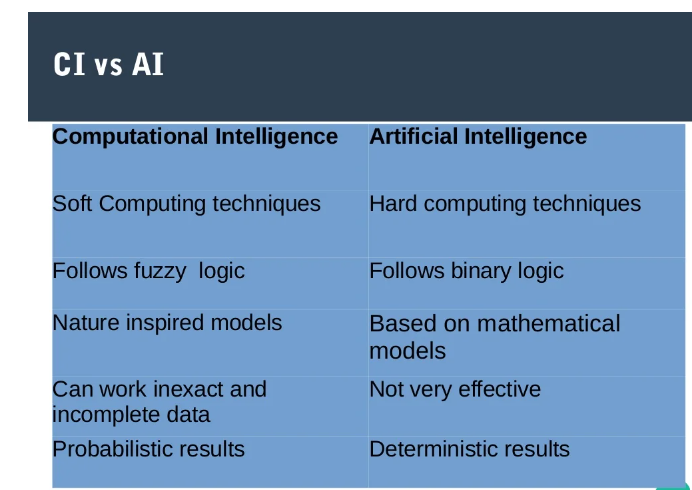 CI vs AI
Computational Intelligence
Artificial Intelligence
Soft Computing techniques
Hard computing techniques
Follows fuzzy  logic
Follows binary logic
Nature inspired models
Based on mathematical
models
Can work inexact and
incomplete data
Not very effective
Probabilistic results
Deterministic results